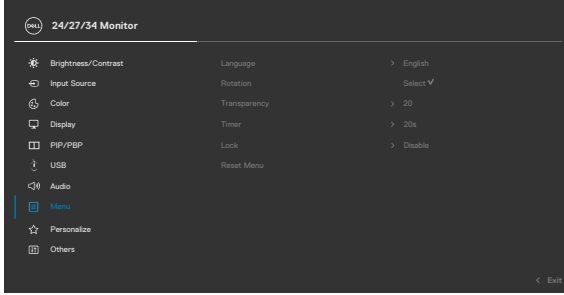 DELL 24/27/34 Monitor
Brightness/Contrast Language > English
Input Source Rotation Select
Color Transparency > 20
Display Timer > 20s
PIP/PBP Lock > Disable
USB Reset Menu
Audio
Menu
Personalize
Others
< Exit